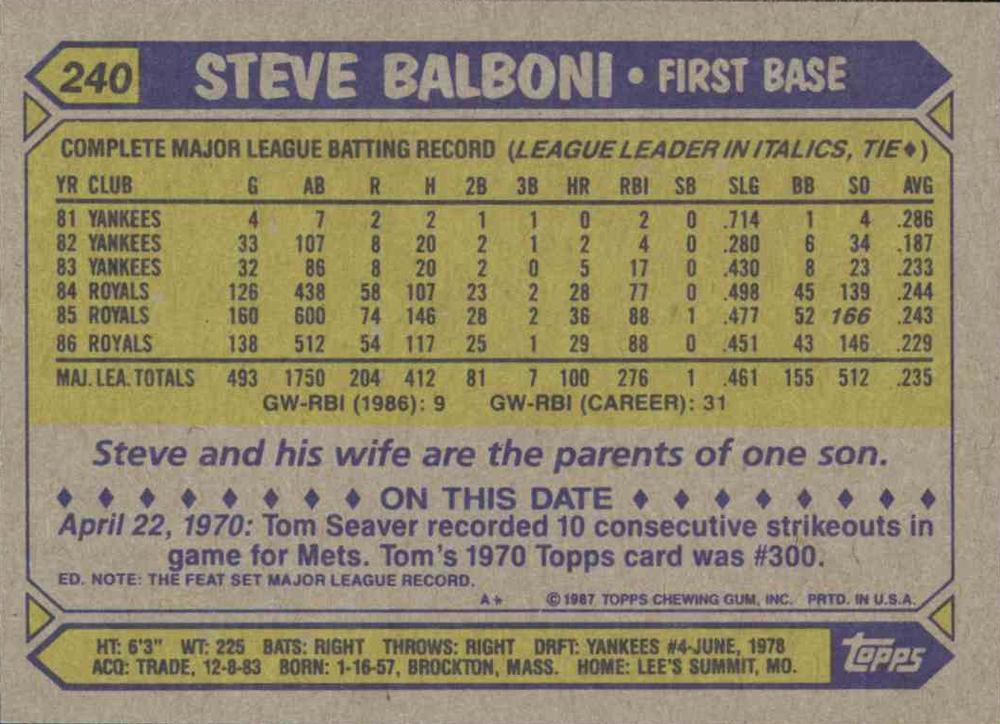 240 STEVE BALBONI • FIRST BASE
COMPLETE MAJOR LEAGUE BATTING RECORD (LEAGUE LEADER IN ITALICS, TIE♦)
YR CLUB G AB R H 2B 3B HR RBI SB SLG BB SO AVG
81 YANKEES 4 7 2 2 1 1 0 2 0 .714 1 4 .286
82 YANKEES 33 107 8 20 2 1 2 4 0 .280 6 34 .187
83 YANKEES 32 86 8 20 2 0 5 17 0 .430 8 23 .233
84 ROYALS 126 438 58 107 23 2 28 77 0 .498 45 139 .244
85 ROYALS 160 600 74 146 28 2 36 88 1 .477 52 166 .243
86 ROYALS 138 512 54 117 25 1 29 88 0 .451 43 146 .229
MAJ. LEA. TOTALS 493 1750 204 412 81 7 100 276 1 .461 155 512 .235
GW-RBI (1986): 9 GW-RBI (CAREER): 31
Steve and his wife are the parents of one son.
♦ ♦ ♦ ♦ ♦ ♦ ♦ ♦ ON THIS DATE ♦ ♦ ♦ ♦ ♦ ♦ ♦ ♦
April 22, 1970: Tom Seaver recorded 10 consecutive strikeouts in
game for Mets. Tom's 1970 Topps card was #300.
ED. NOTE: THE FEAT SET MAJOR LEAGUE RECORD.
A* © 1987 TOPPS CHEWING GUM, INC. PRTD. IN U.S.A.
HT: 6'3" WT: 225 BATS: RIGHT THROWS: RIGHT DRFT: YANKEES #4-JUNE, 1978
ACQ: TRADE, 12-8-83 BORN: 1-16-57, BROCKTON, MASS. HOME: LEE'S SUMMIT, MO.
topps